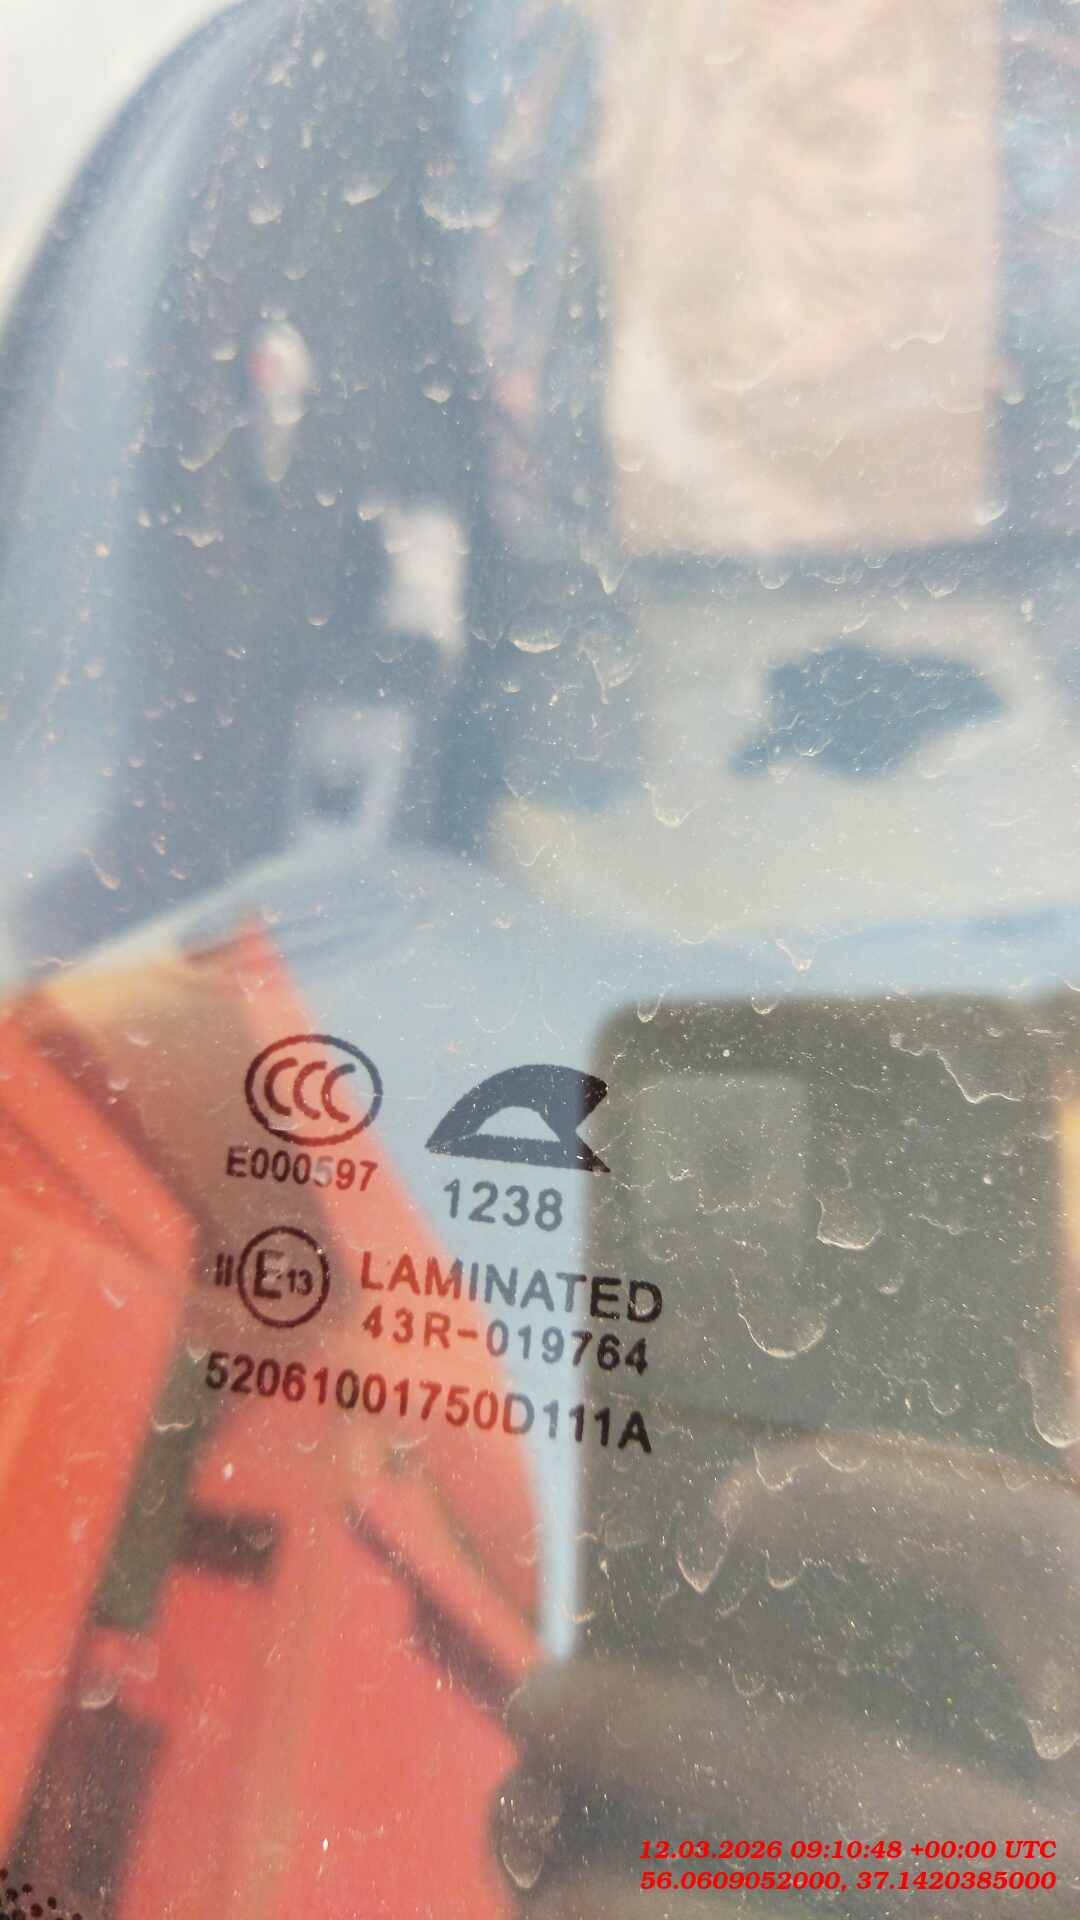 CCC
E000597
1238
II E13 LAMINATED
43R-019764
52061001750D111A
12.03.2026 09:10:48 +00:00 UTC
56.0609052000, 37.1420385000